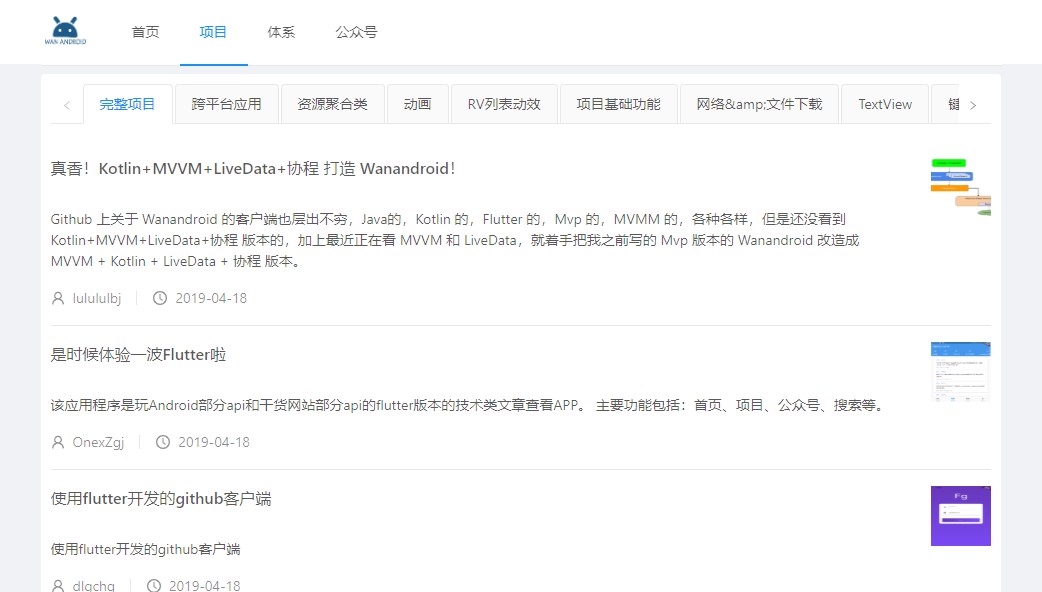 WAN ANDROID
首页
项目
体系
公众号
完整项目
跨平台应用
资源聚合类
动画
RV列表动效
项目基础功能
网络&amp;文件下载
TextView
键
真香！Kotlin+MVVM+LiveData+协程 打造 Wanandroid！
Github 上关于 Wanandroid 的客户端也层出不穷，Java的，Kotlin 的，Flutter 的，Mvp 的，MVMM 的，各种各样，但是还没看到
Kotlin+MVVM+LiveData+协程 版本的，加上最近正在看 MVVM 和 LiveData，就着手把我之前写的 Mvp 版本的 Wanandroid 改造成
MVVM + Kotlin + LiveData + 协程 版本。
lulululbj
2019-04-18
是时候体验一波Flutter啦
该应用程序是玩Android部分api和干货网站部分api的flutter版本的技术类文章查看APP。 主要功能包括：首页、项目、公众号、搜索等。
OnexZgj
2019-04-18
使用flutter开发的github客户端
使用flutter开发的github客户端
dlgchg
2019-04-18